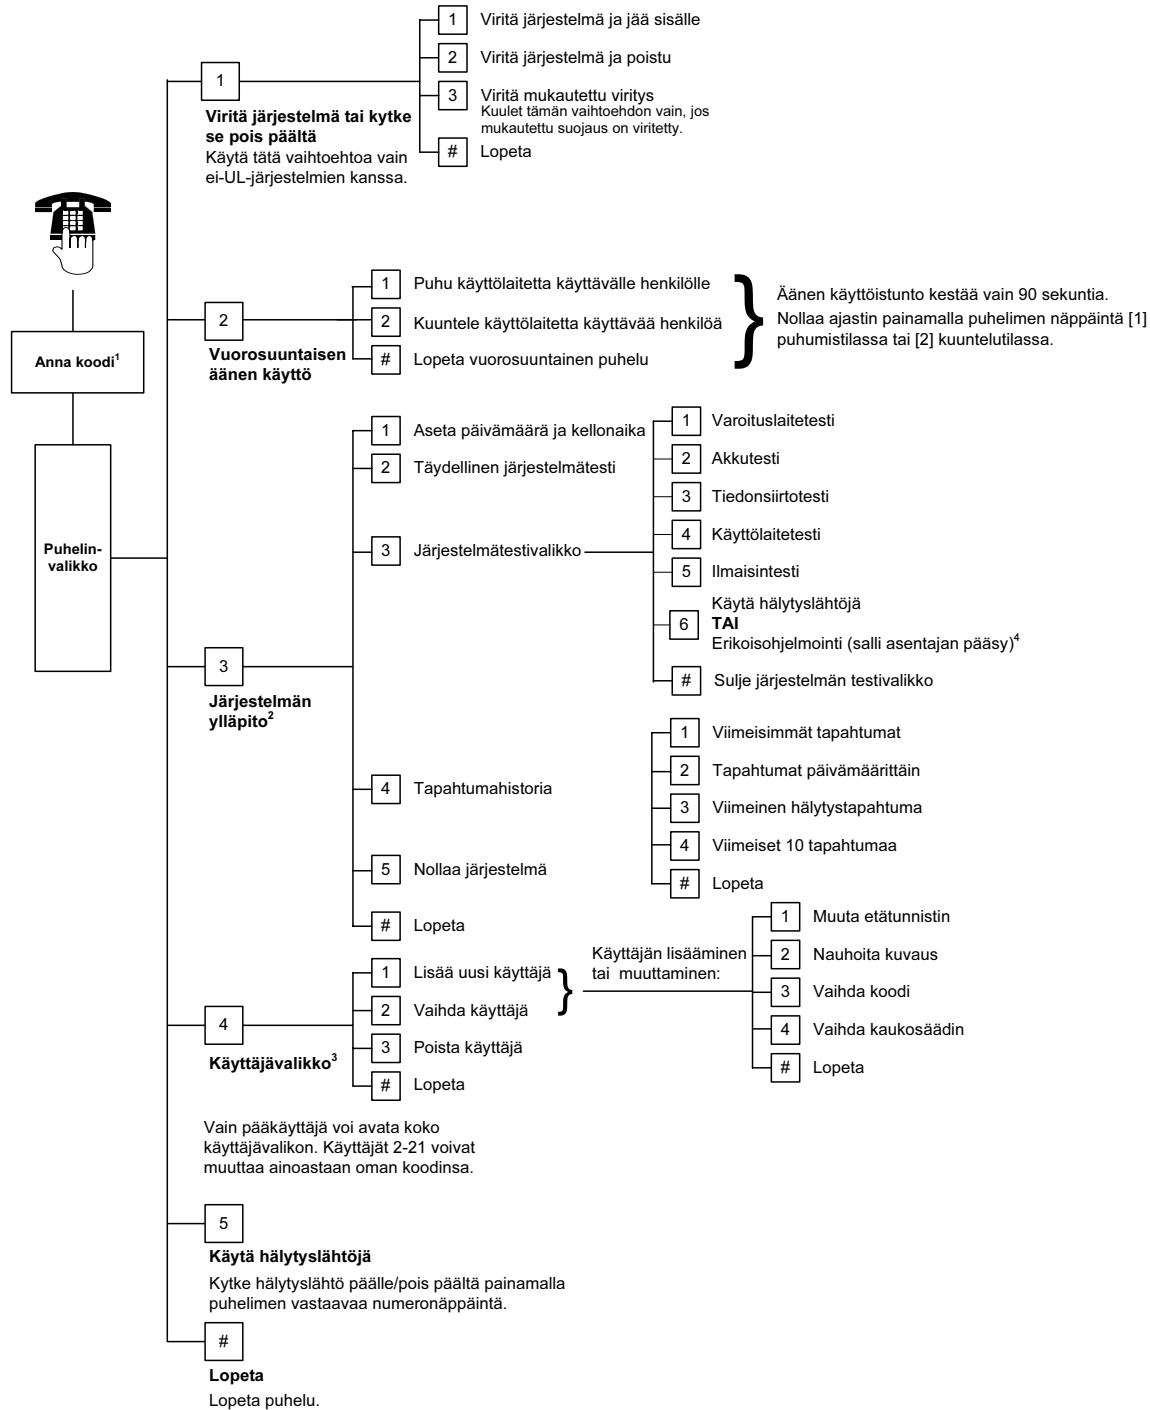 1 Viritä järjestelmä ja jää sisälle
2 Viritä järjestelmä ja poistu
3 Viritä mukautettu viritys
Kuulet tämän vaihtoehdon vain, jos
mukautettu suojaus on viritetty.
# Lopeta
1
Viritä järjestelmä tai kytke
se pois päältä
Käytä tätä vaihtoehtoa vain
ei-UL-järjestelmien kanssa.
Anna koodi¹
Puhelin-
valikko
2
Vuorosuuntaisen
äänen käyttö
1 Puhu käyttölaitetta käyttävälle henkilölle
2 Kuuntele käyttölaitetta käyttävää henkilöä
# Lopeta vuorosuuntainen puhelu
Äänen käyttöistunto kestää vain 90 sekuntia.
Nollaa ajastin painamalla puhelimen näppäintä [1]
puhumistilassa tai [2] kuuntelutilassa.
3
Järjestelmän
ylläpito²
1 Aseta päivämäärä ja kellonaika
2 Täydellinen järjestelmätesti
3 Järjestelmätestivalikko
1 Varoituslaitetesti
2 Akkutesti
3 Tiedonsiirtotesti
4 Käyttölaitetesti
5 Ilmaisintesti
6 Käytä hälytyslähtöjä
TAI
Erikoisohjelmointi (salli asentajan pääsy)⁴
# Sulje järjestelmän testivalikko
4 Tapahtumahistoria
1 Viimeisimmät tapahtumat
2 Tapahtumat päivämäärittäin
3 Viimeinen hälytystapahtuma
4 Viimeiset 10 tapahtumaa
# Lopeta
5 Nollaa järjestelmä
# Lopeta
4
Käyttäjävalikko³
1 Lisää uusi käyttäjä
2 Vaihda käyttäjä
3 Poista käyttäjä
# Lopeta
Käyttäjän lisääminen
tai muuttaminen:
1 Muuta etätunnistin
2 Nauhoita kuvaus
3 Vaihda koodi
4 Vaihda kaukosäädin
# Lopeta
Vain pääkäyttäjä voi avata koko
käyttäjävalikon. Käyttäjät 2-21 voivat
muuttaa ainoastaan oman koodinsa.
5
Käytä hälytyslähtöjä
Kytke hälytyslähtö päälle/pois päältä painamalla
puhelimen vastaavaa numeronäppäintä.
#
Lopeta
Lopeta puhelu.